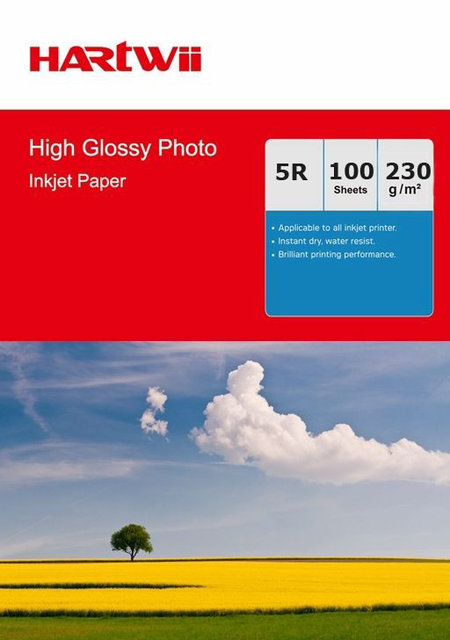 HARtWii
High Glossy Photo
Inkjet Paper
5R
100
Sheets
230
g/m²
• Applicable to all inkjet printer.
• Instant dry, water resist.
• Brilliant printing performance.